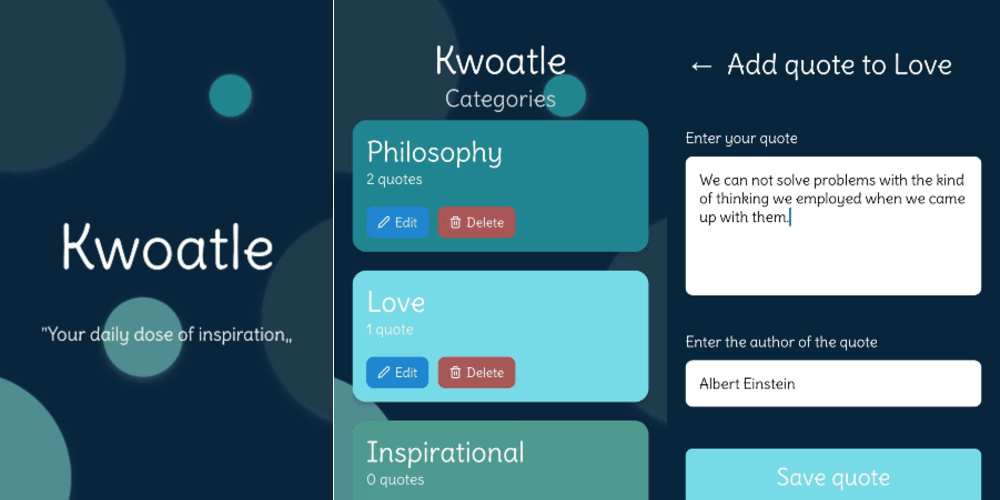 Kwoatle
"Your daily dose of inspiration„
Kwoatle
Categories
Philosophy
2 quotes
Edit
Delete
Love
1 quote
Edit
Delete
Inspirational
0 quotes
← Add quote to Love
Enter your quote
We can not solve problems with the kind
of thinking we employed when we came
up with them.
Enter the author of the quote
Albert Einstein
Save quote